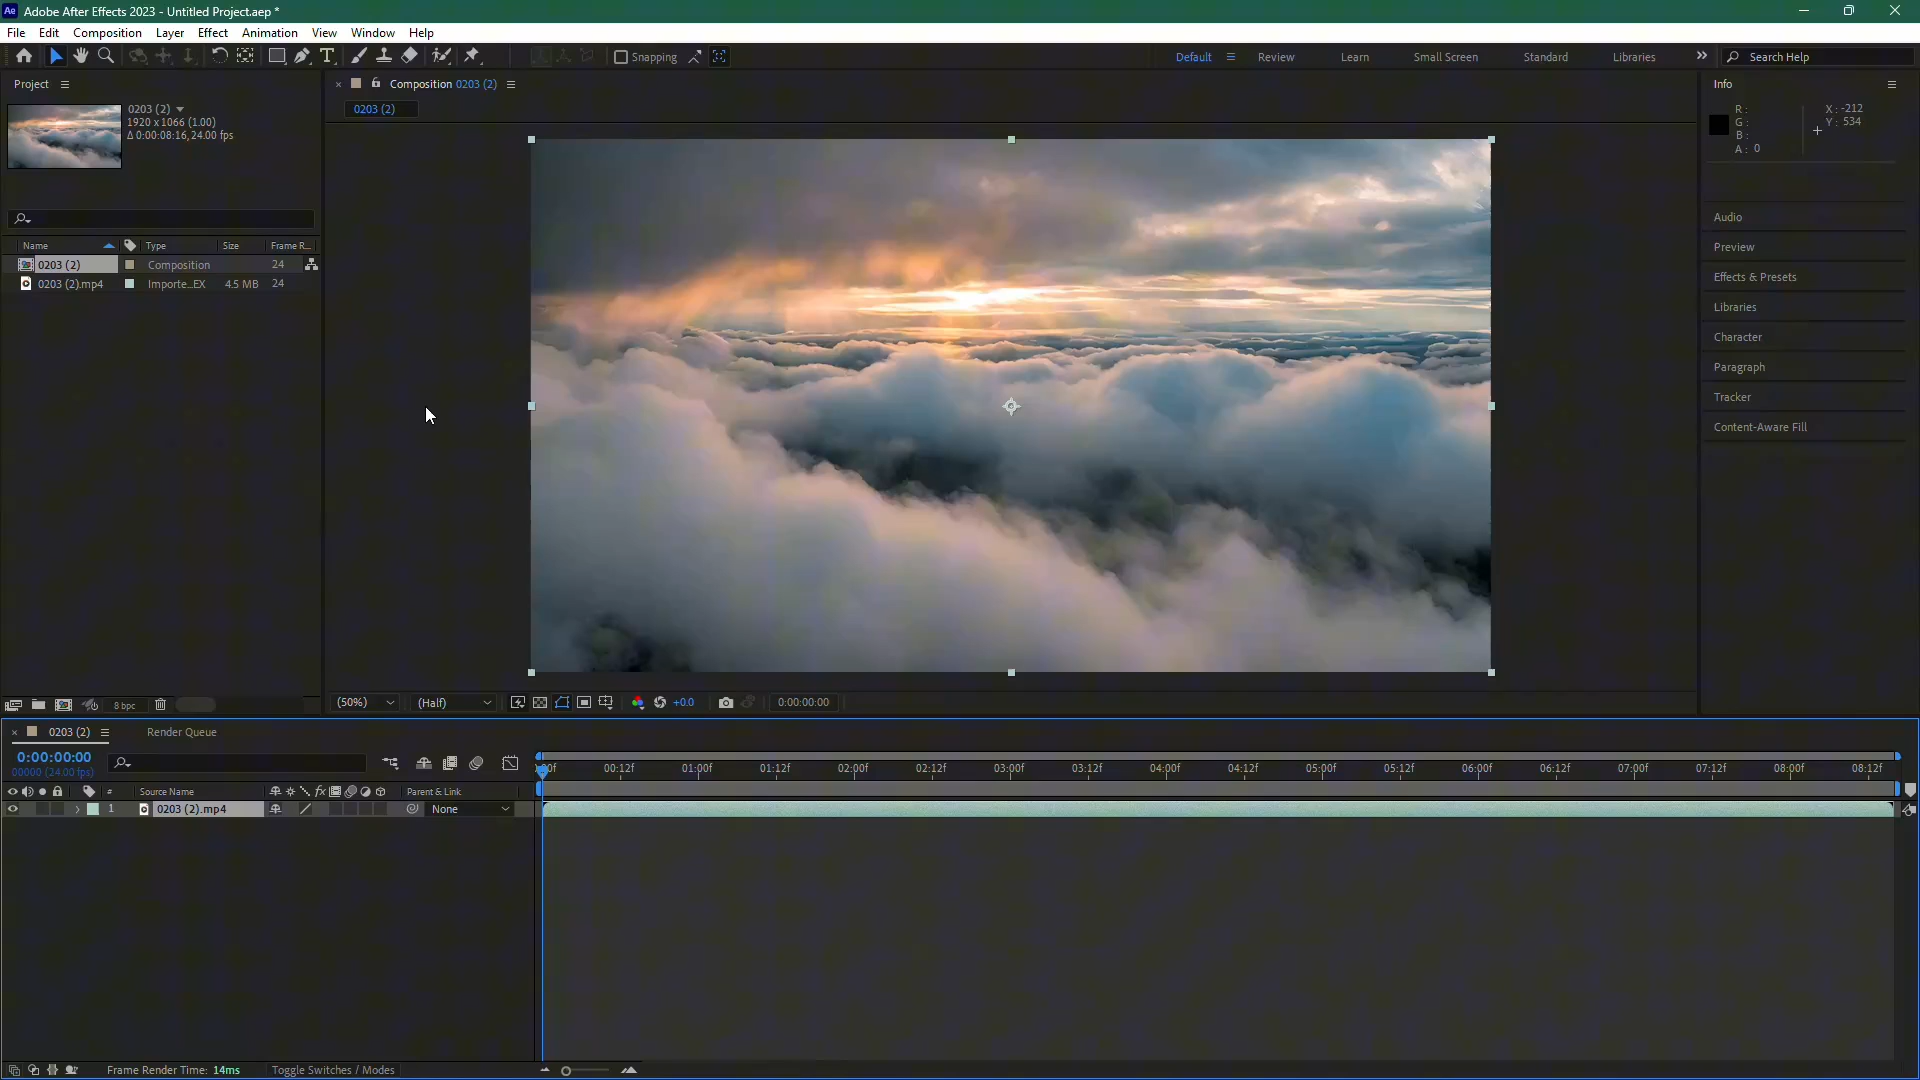 Ae Adobe After Effects 2023 - Untitled Project.aep *
File Edit Composition Layer Effect Animation View Window Help
Snapping
Default Review Learn Small Screen Standard Libraries
Search Help
Project
0203 (2)
1920 x 1066 (1.00)
Δ 0:00:08:16, 24.00 fps
Name Type Size Frame R...
0203 (2) Composition 24
0203 (2).mp4 Importe...EX 4.5 MB 24
8 bpc
Composition 0203 (2)
0203 (2)
(50%) (Half) +0.0 0:00:00:00
Info
R :
G :
B :
A : 0
X : -212
Y : 534
Audio
Preview
Effects & Presets
Libraries
Character
Paragraph
Tracker
Content-Aware Fill
0203 (2) Render Queue
0:00:00:00
00000 (24.00 fps)
00:12f 01:00f 01:12f 02:00f 02:12f 03:00f 03:12f 04:00f 04:12f 05:00f 05:12f 06:00f 06:12f 07:00f 07:12f 08:00f 08:12f
# Source Name fx Parent & Link
1 0203 (2).mp4 None
Frame Render Time: 14ms Toggle Switches / Modes